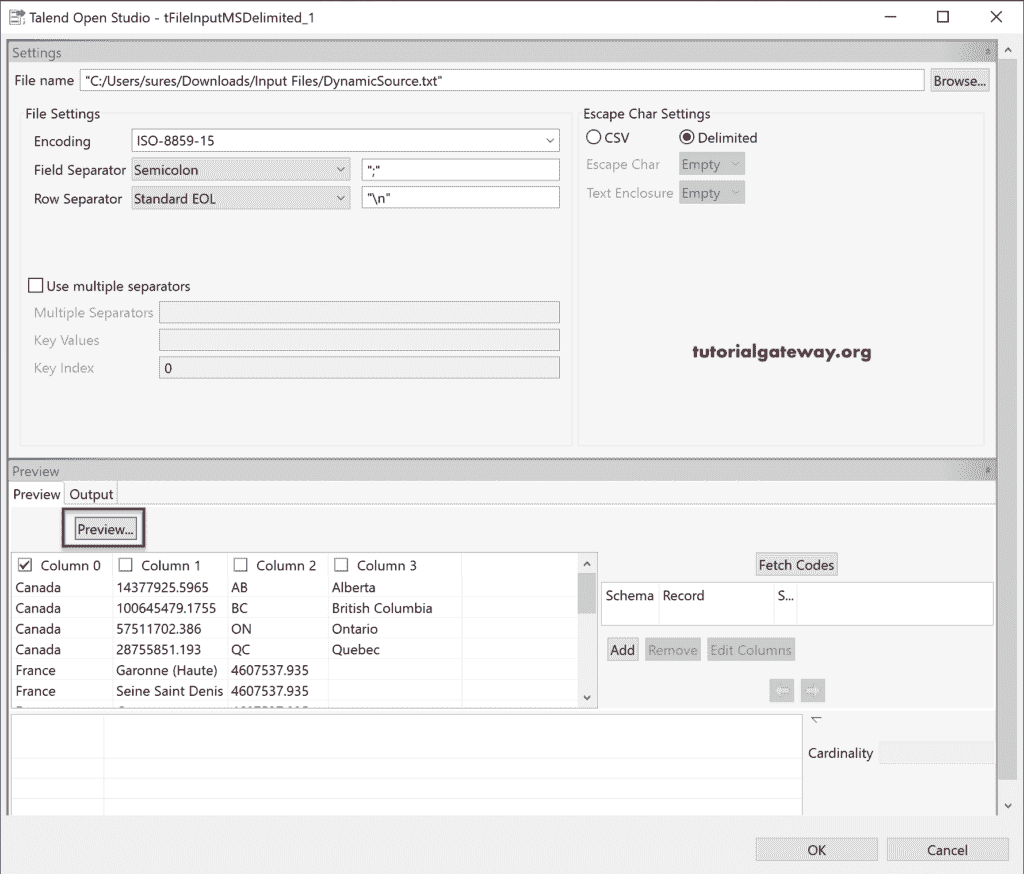 Talend Open Studio - tFileInputMSDelimited_1
Settings
File name "C:/Users/sures/Downloads/Input Files/DynamicSource.txt" Browse...
File Settings
Encoding ISO-8859-15
Field Separator Semicolon ";"
Row Separator Standard EOL "\n"
Use multiple separators
Multiple Separators
Key Values
Key Index 0
Escape Char Settings
CSV Delimited
Escape Char Empty
Text Enclosure Empty
tutorialgateway.org
Preview
Preview Output
Preview...
Column 0 Column 1 Column 2 Column 3
Canada 14377925.5965 AB Alberta
Canada 100645479.1755 BC British Columbia
Canada 57511702.386 ON Ontario
Canada 28755851.193 QC Quebec
France Garonne (Haute) 4607537.935
France Seine Saint Denis 4607537.935
Fetch Codes
Schema Record S...
Add Remove Edit Columns
Cardinality
OK Cancel